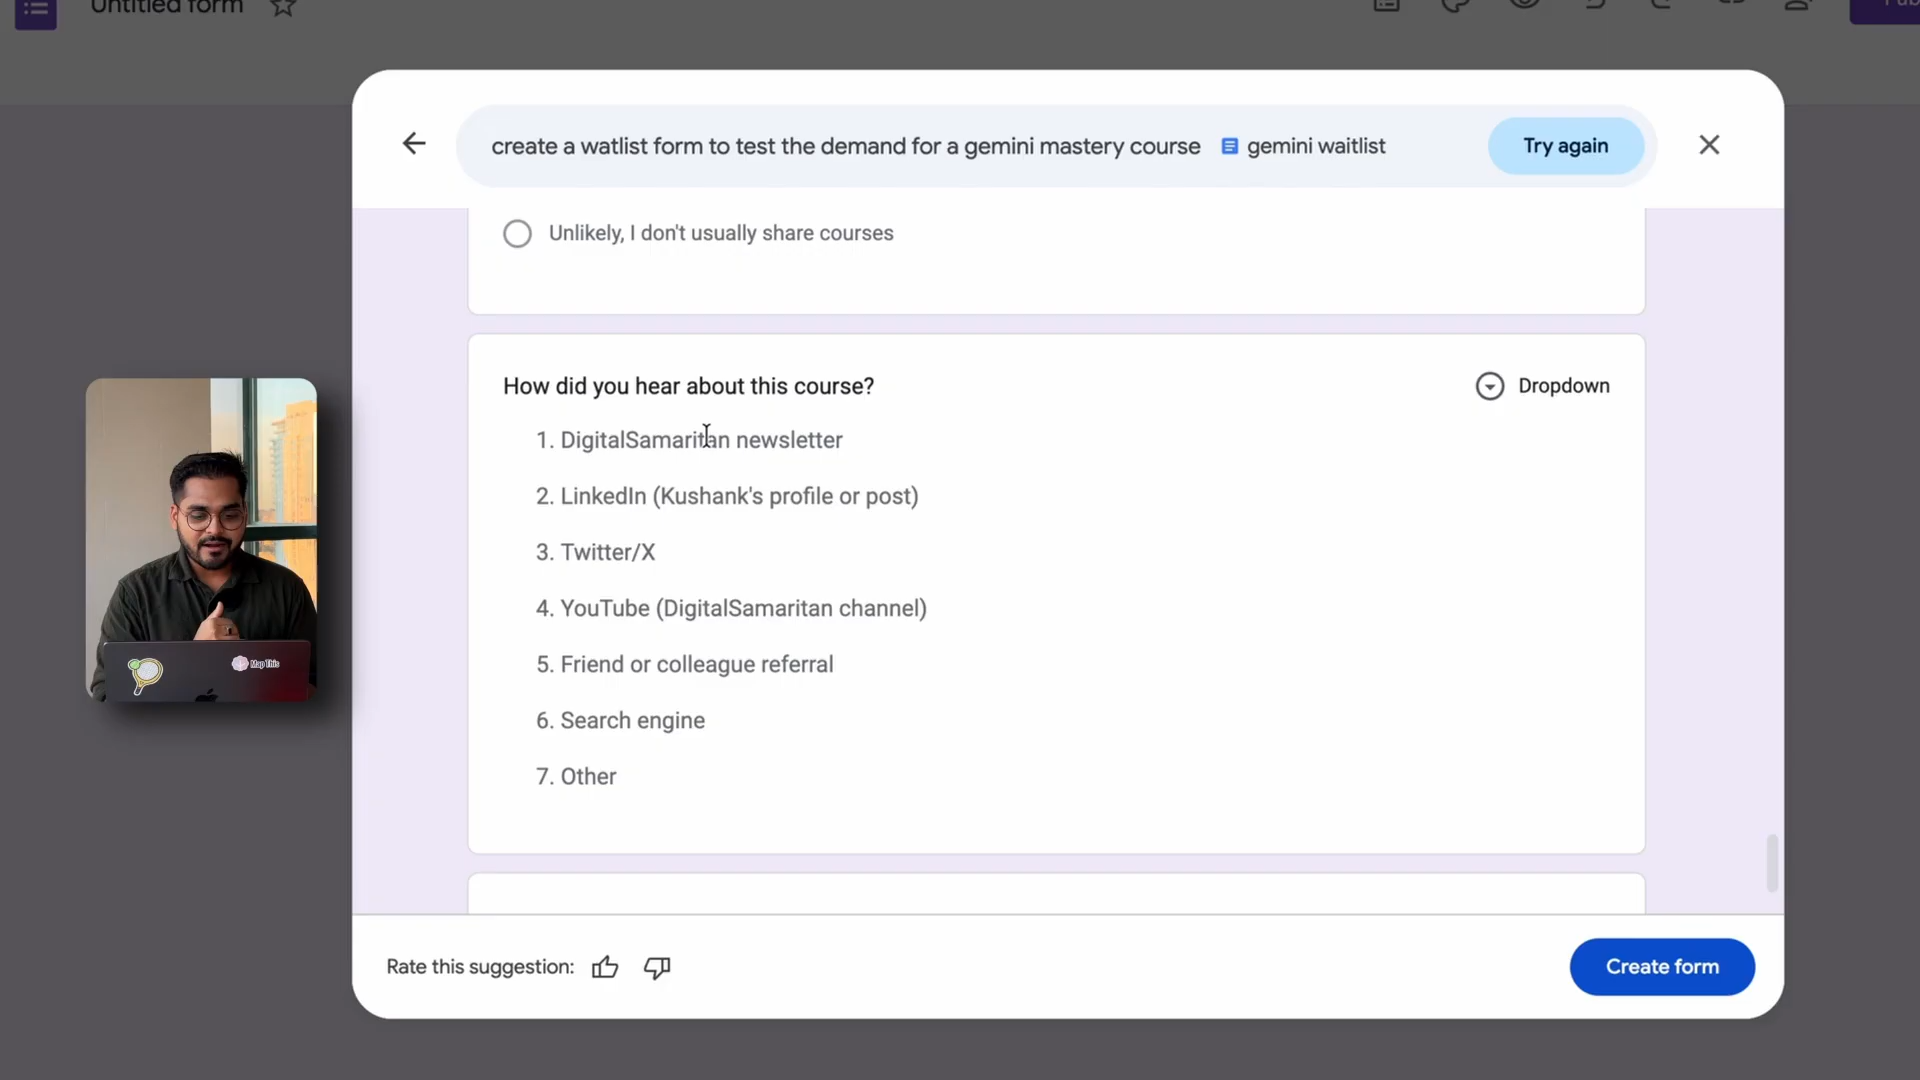 Untitled form
create a watlist form to test the demand for a gemini mastery course gemini waitlist
Try again
Unlikely, I don't usually share courses
How did you hear about this course?
Dropdown
1. DigitalSamaritan newsletter
2. LinkedIn (Kushank's profile or post)
3. Twitter/X
4. YouTube (DigitalSamaritan channel)
5. Friend or colleague referral
6. Search engine
7. Other
Map This
Rate this suggestion:
Create form